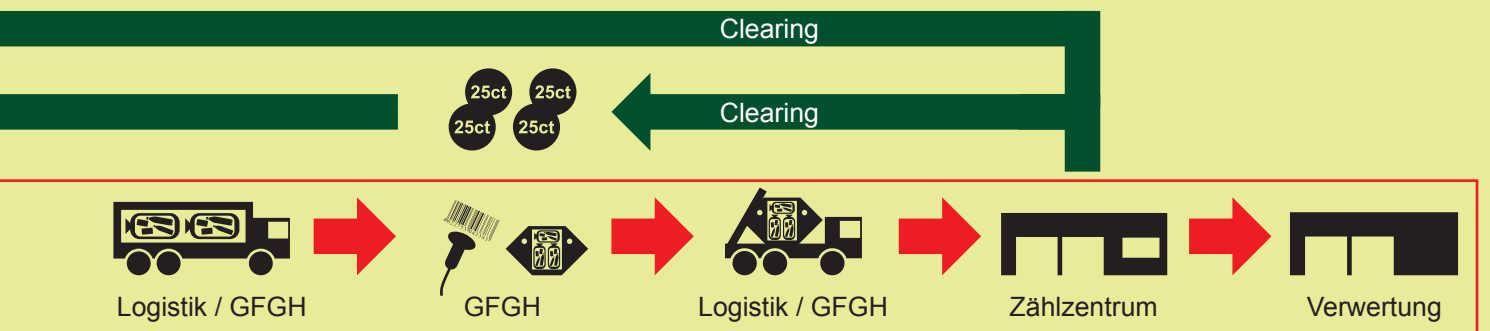 Clearing
25ct 25ct
Clearing
25ct 25ct
Logistik / GFGH GFGH Logistik / GFGH Zählzentrum Verwertung